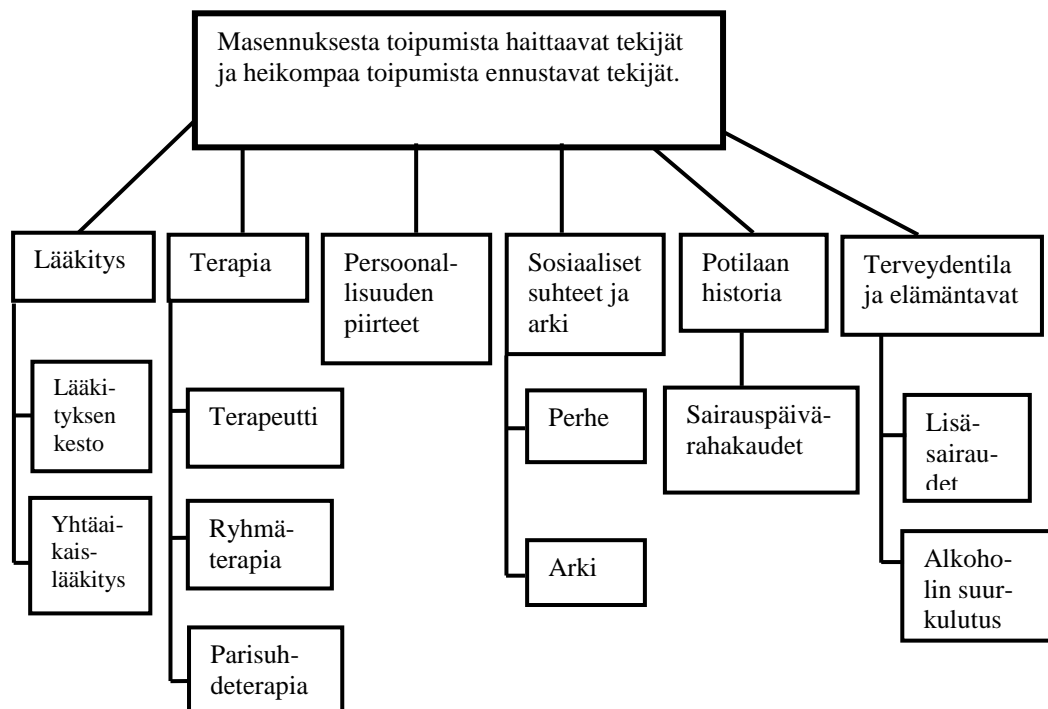 Masennuksesta toipumista haittaavat tekijät
ja heikompaa toipumista ennustavat tekijät.
Lääkitys
Terapia
Persoonal-
lisuuden
piirteet
Sosiaaliset
suhteet ja
arki
Potilaan
historia
Terveydentila
ja elämäntavat
Lääki-
tyksen
kesto
Yhtäai-
kais-
lääkitys
Terapeutti
Ryhmä-
terapia
Parisuh-
deterapia
Perhe
Arki
Sairauspäivä-
rahakaudet
Lisä-
sairau-
det
Alkoho-
lin suur-
kulutus